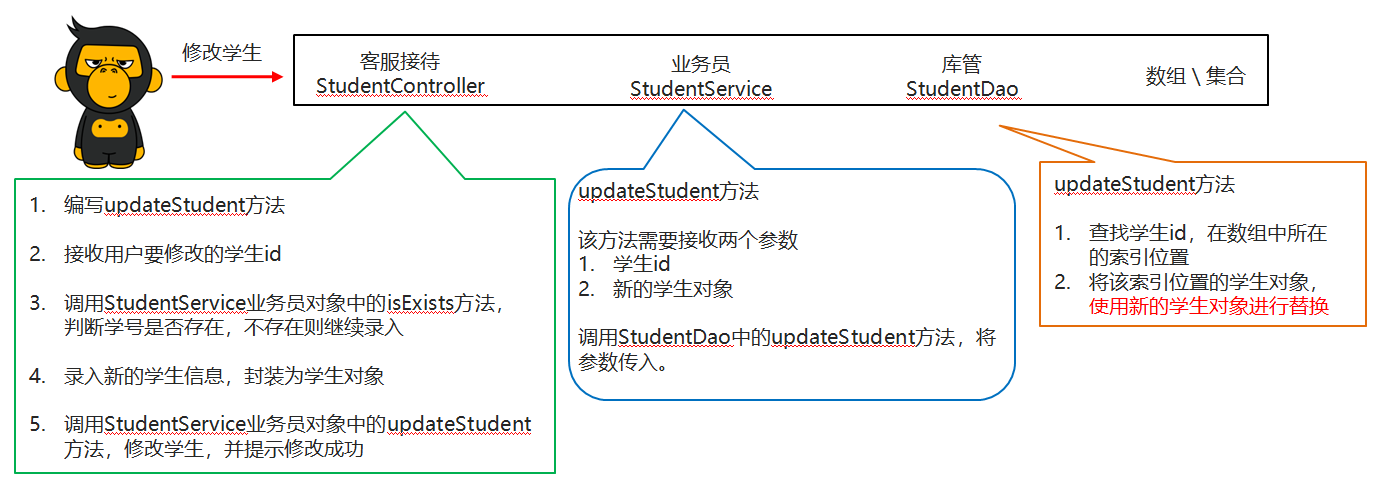 修改学生
客服接待
StudentController
业务员
StudentService
库管
StudentDao
数组 \ 集合
1. 编写updateStudent方法
2. 接收用户要修改的学生id
3. 调用StudentService业务员对象中的isExists方法，
判断学号是否存在，不存在则继续录入
4. 录入新的学生信息，封装为学生对象
5. 调用StudentService业务员对象中的updateStudent
方法，修改学生，并提示修改成功
updateStudent方法
该方法需要接收两个参数
1. 学生id
2. 新的学生对象
调用StudentDao中的updateStudent方法，将
参数传入。
updateStudent方法
1. 查找学生id，在数组中所在
的索引位置
2. 将该索引位置的学生对象，
使用新的学生对象进行替换